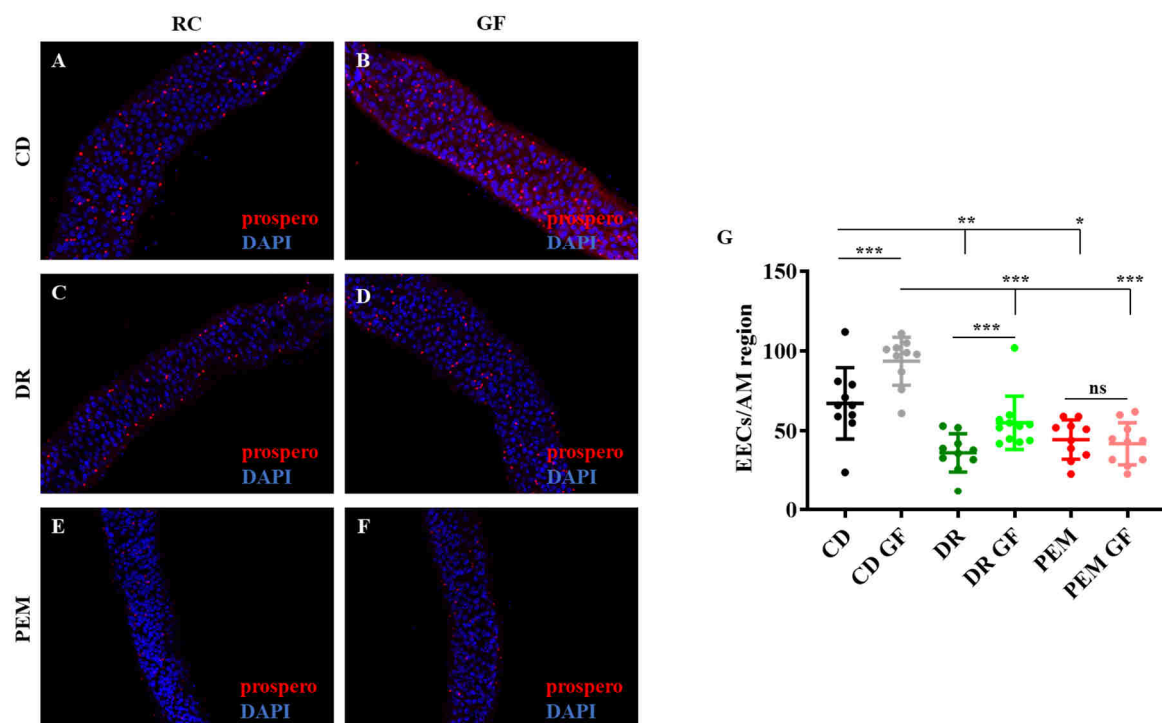 RC
GF
CD
A
prospero
DAPI
B
prospero
DAPI
DR
C
prospero
DAPI
D
prospero
DAPI
PEM
E
prospero
DAPI
F
prospero
DAPI
G
** *
***
*** ***
***
ns
EECs/AM region
150
100
50
0
CD
CD GF
DR
DR GF
PEM
PEM GF